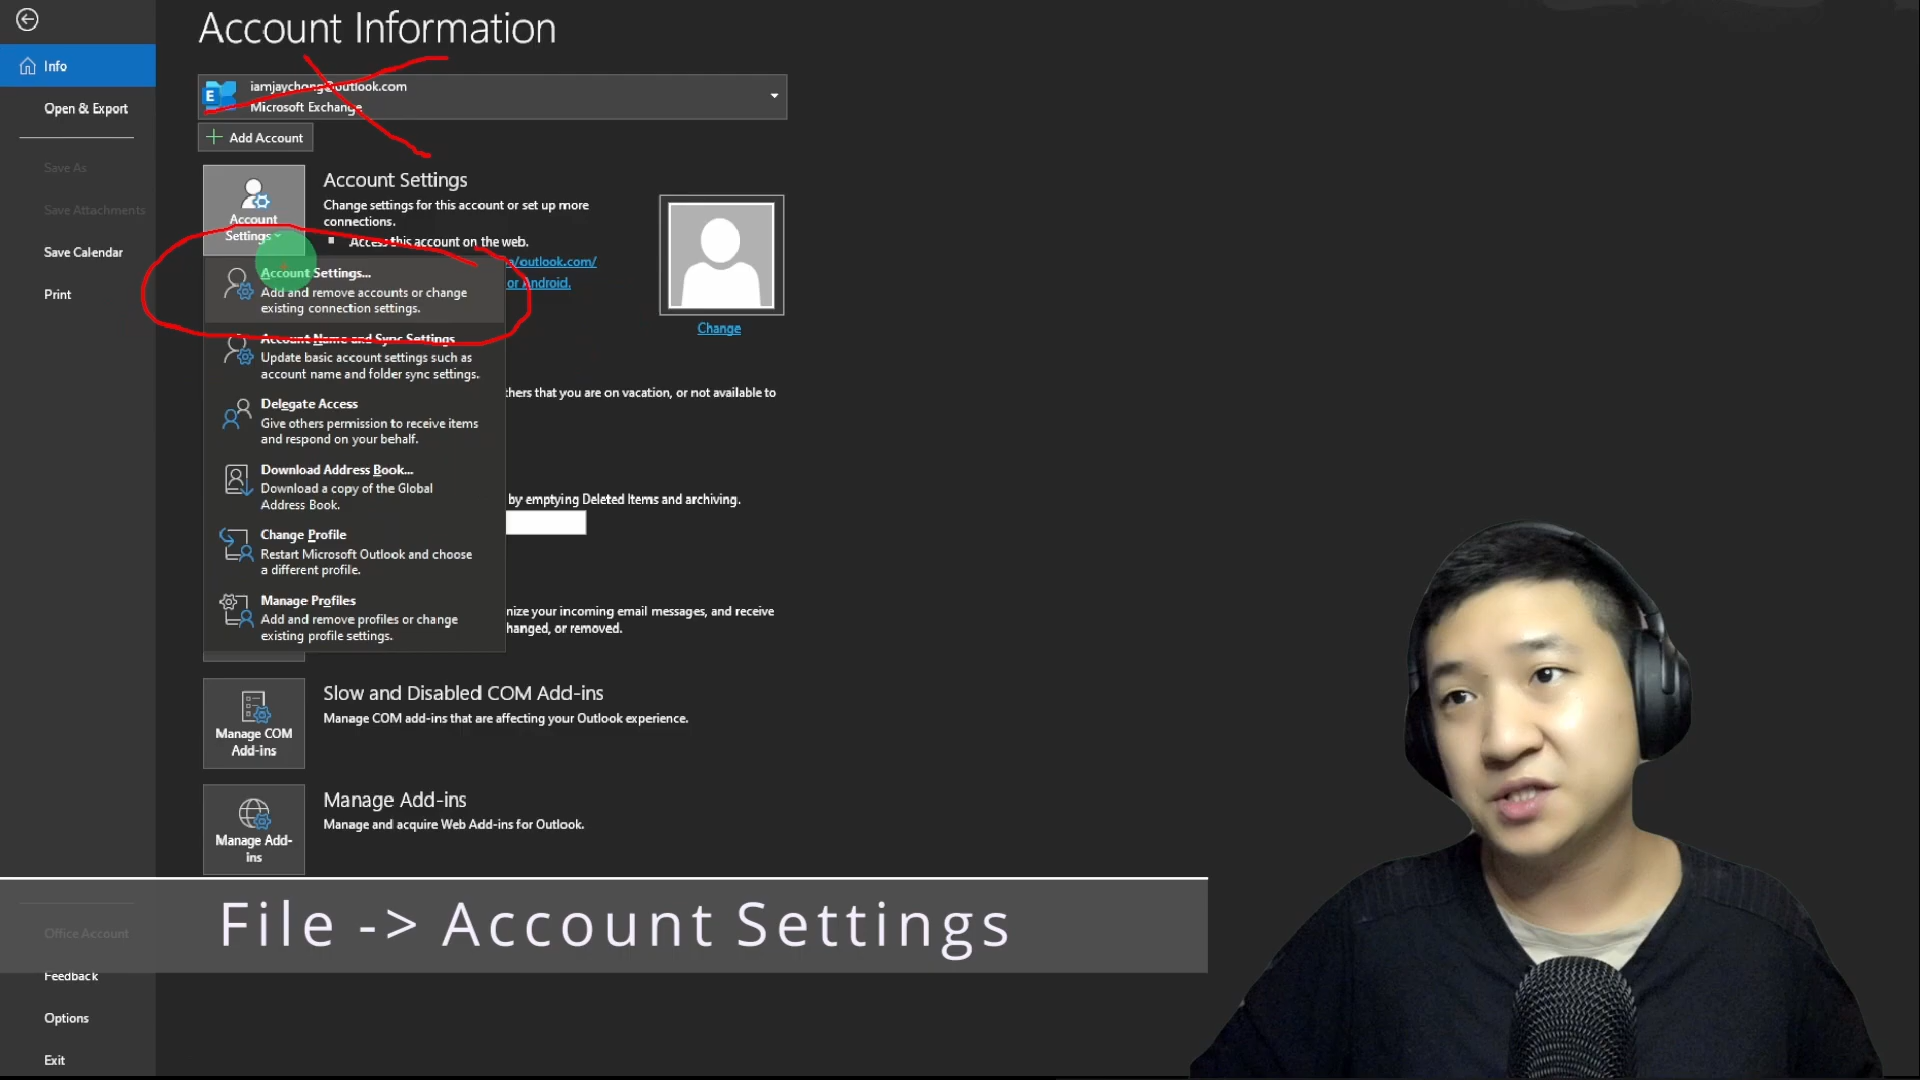 Account Information
Info
iamjaychong@outlook.com
Microsoft Exchange
Open & Export
Add Account
Save As
Save Attachments
Save Calendar
Print
Account Settings
Account Settings
Change settings for this account or set up more
connections.
Access this account on the web.
a/outlook.com/
or Android.
Change
Account Settings...
Add and remove accounts or change
existing connection settings.
Account Name and Sync Settings
Update basic account settings such as
account name and folder sync settings.
thers that you are on vacation, or not available to
Delegate Access
Give others permission to receive items
and respond on your behalf.
Download Address Book...
Download a copy of the Global
Address Book.
by emptying Deleted Items and archiving.
Change Profile
Restart Microsoft Outlook and choose
a different profile.
Manage Profiles
Add and remove profiles or change
existing profile settings.
nize your incoming email messages, and receive
hanged, or removed.
Manage COM
Add-ins
Slow and Disabled COM Add-ins
Manage COM add-ins that are affecting your Outlook experience.
Manage Add-
ins
Manage Add-ins
Manage and acquire Web Add-ins for Outlook.
File -> Account Settings
Office Account
Feedback
Options
Exit